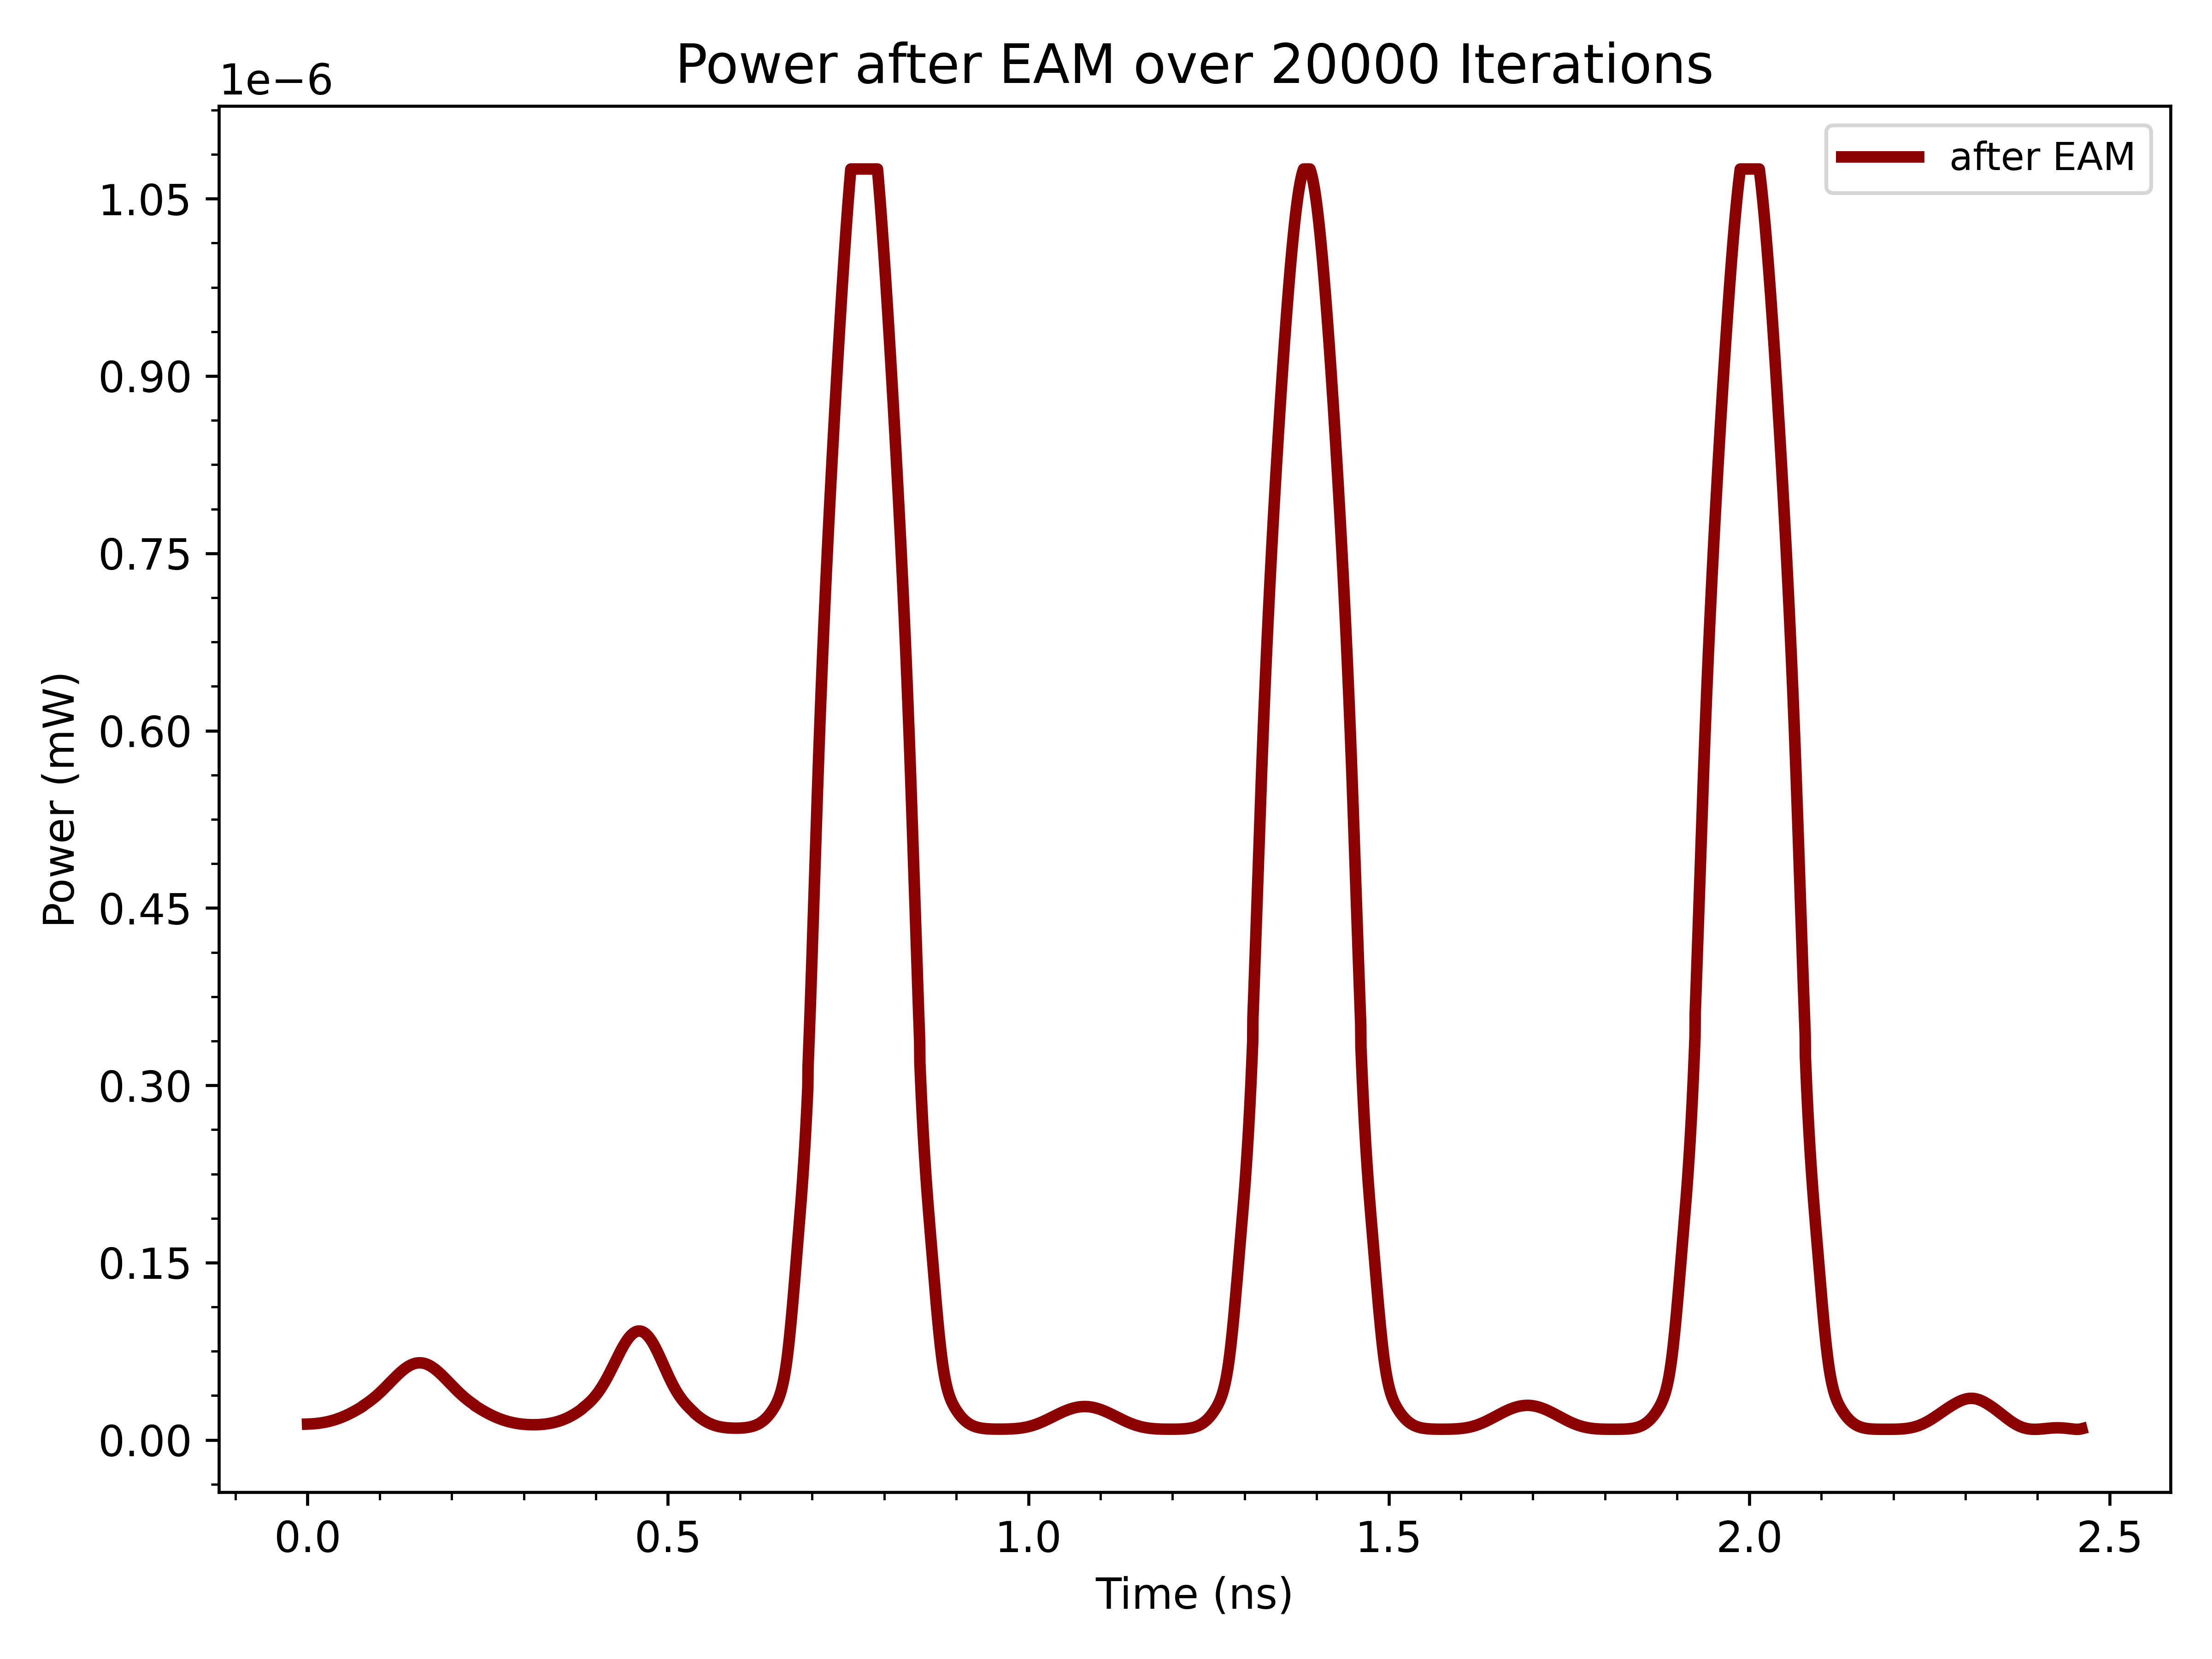 Power after EAM over 20000 Iterations
1e−6
after EAM
1.05
0.90
0.75
0.60
0.45
0.30
0.15
0.00
Power (mW)
0.0 0.5 1.0 1.5 2.0 2.5
Time (ns)